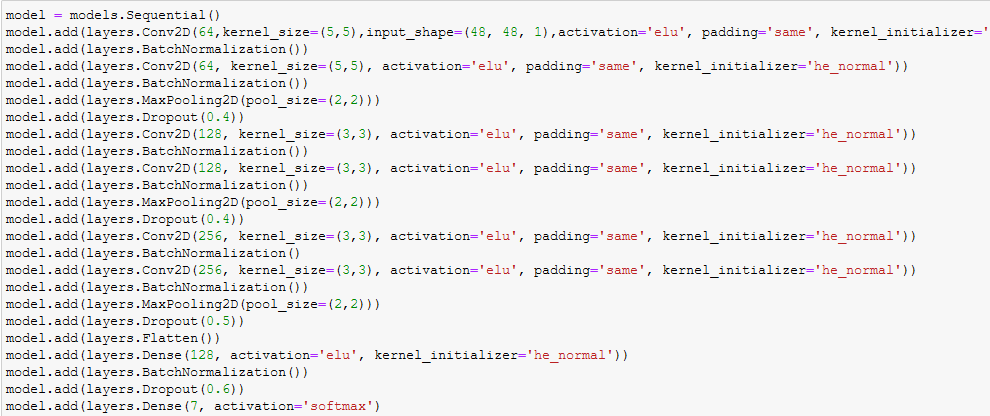 model = models.Sequential()
model.add(layers.Conv2D(64,kernel_size=(5,5),input_shape=(48, 48, 1),activation='elu', padding='same', kernel_initializer='
model.add(layers.BatchNormalization())
model.add(layers.Conv2D(64, kernel_size=(5,5), activation='elu', padding='same', kernel_initializer='he_normal'))
model.add(layers.BatchNormalization())
model.add(layers.MaxPooling2D(pool_size=(2,2)))
model.add(layers.Dropout(0.4))
model.add(layers.Conv2D(128, kernel_size=(3,3), activation='elu', padding='same', kernel_initializer='he_normal'))
model.add(layers.BatchNormalization())
model.add(layers.Conv2D(128, kernel_size=(3,3), activation='elu', padding='same', kernel_initializer='he_normal'))
model.add(layers.BatchNormalization())
model.add(layers.MaxPooling2D(pool_size=(2,2)))
model.add(layers.Dropout(0.4))
model.add(layers.Conv2D(256, kernel_size=(3,3), activation='elu', padding='same', kernel_initializer='he_normal'))
model.add(layers.BatchNormalization()
model.add(layers.Conv2D(256, kernel_size=(3,3), activation='elu', padding='same', kernel_initializer='he_normal'))
model.add(layers.BatchNormalization())
model.add(layers.MaxPooling2D(pool_size=(2,2)))
model.add(layers.Dropout(0.5))
model.add(layers.Flatten())
model.add(layers.Dense(128, activation='elu', kernel_initializer='he_normal'))
model.add(layers.BatchNormalization())
model.add(layers.Dropout(0.6))
model.add(layers.Dense(7, activation='softmax')